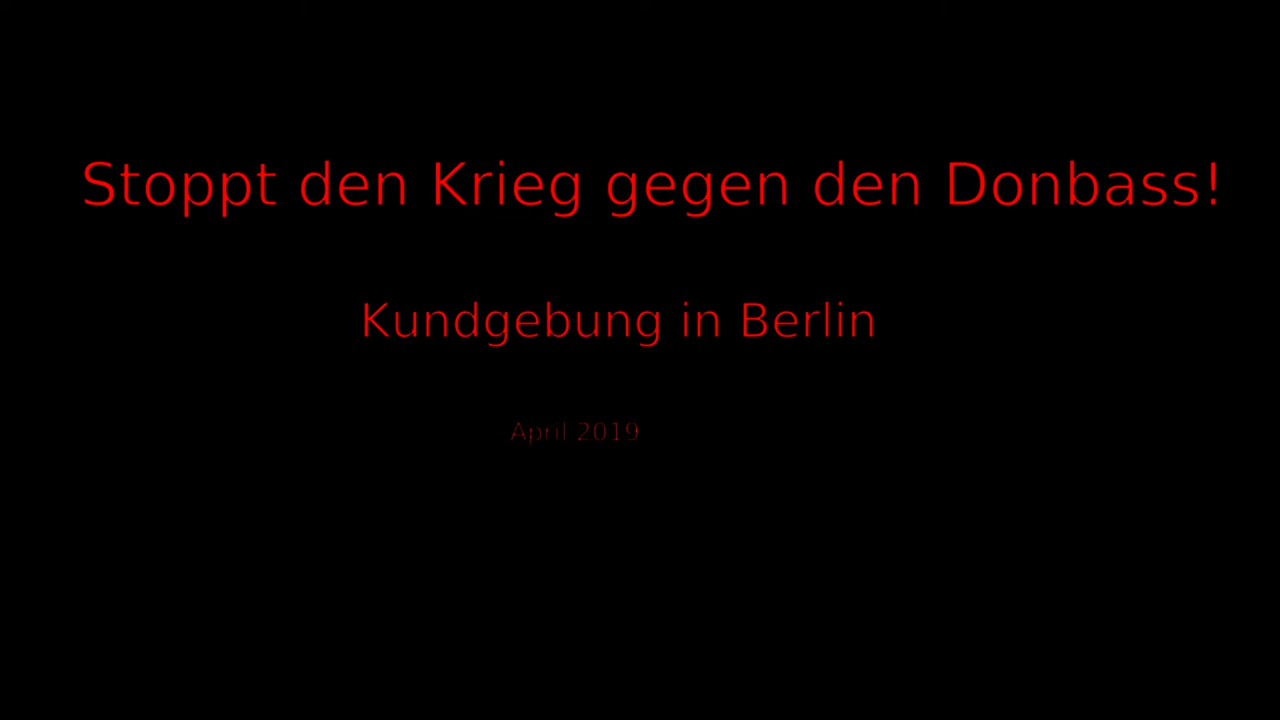 Stoppt den Krieg gegen den Donbass!
Kundgebung in Berlin
April 2019